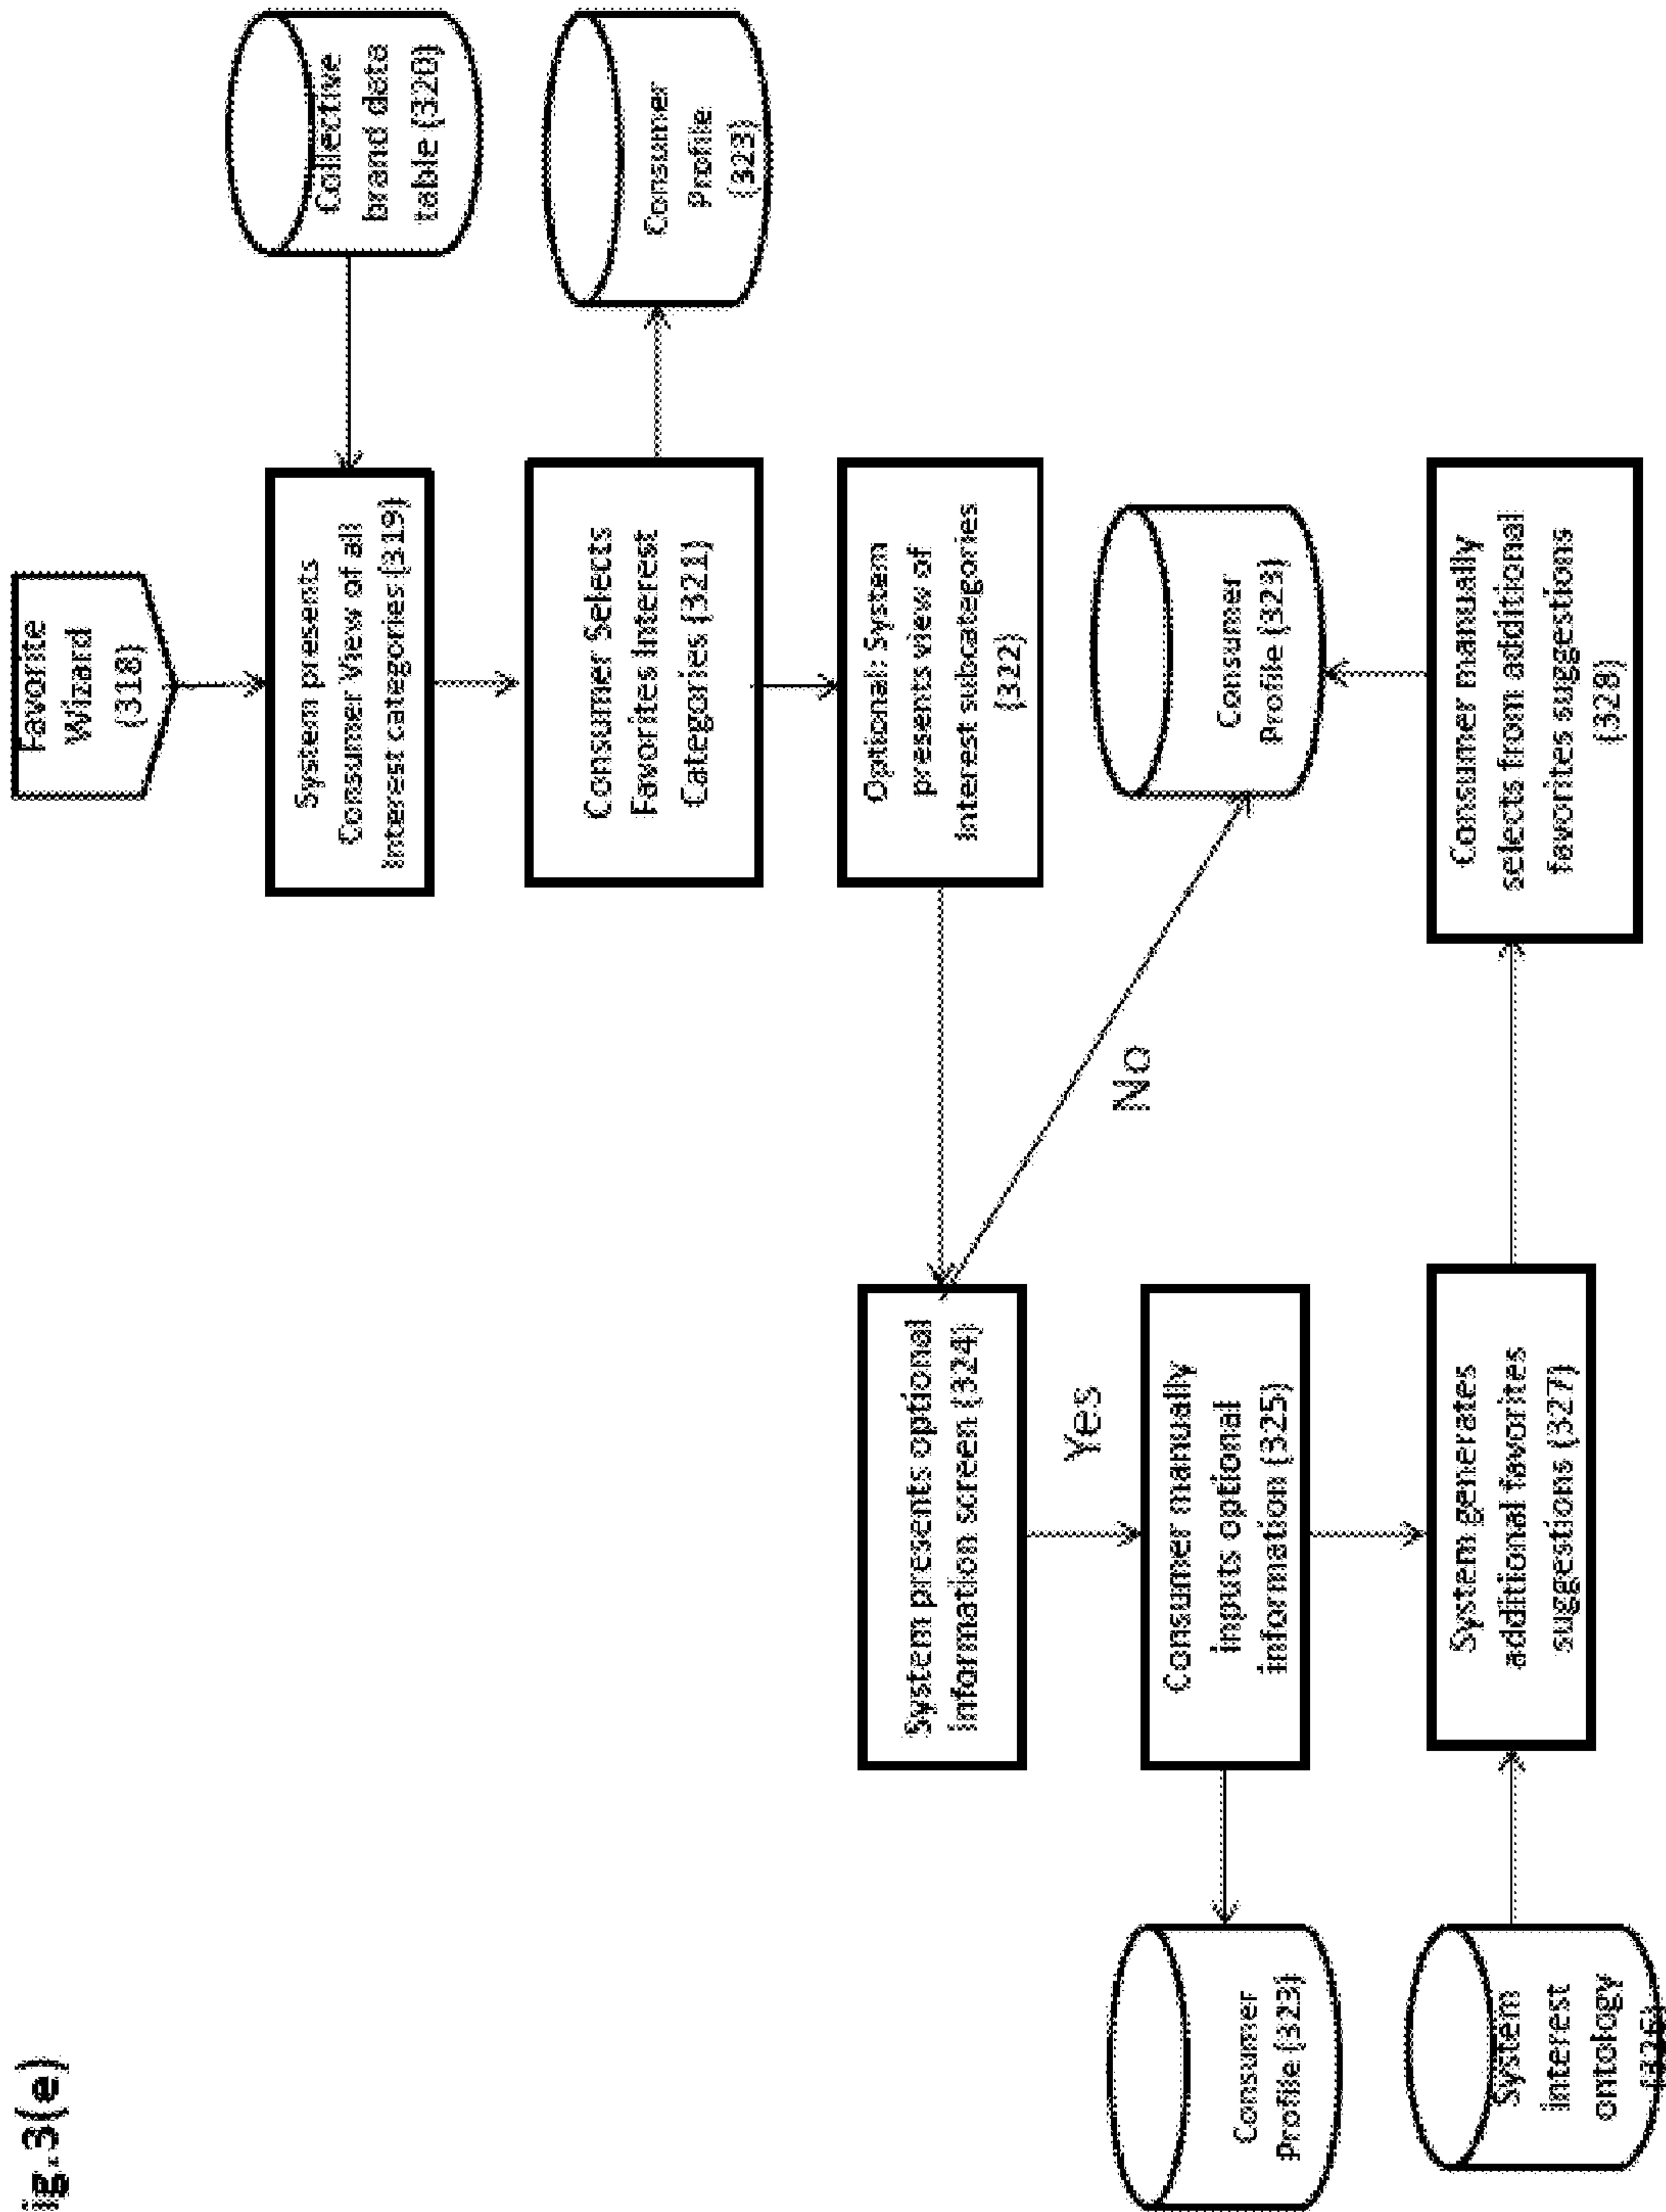 ig. 3(e)
Favorite
Wizard
(318)
System presents
Consumer View of all
Interest categories (319)
Collective
brand data
table (320)
Consumer Selects
Favorites Interest
Categories (321)
Consumer
Profile
(323)
Optional: System
presents view of
Interest subcategories
(322)
System presents optional
information screen (324)
No
Consumer
Profile (323)
Yes
Consumer manually
inputs optional
information (325)
Consumer
Profile (323)
System
interest
ontology
(326)
System generates
additional favorites
suggestions (327)
Consumer manually
selects from additional
favorites suggestions
(328)